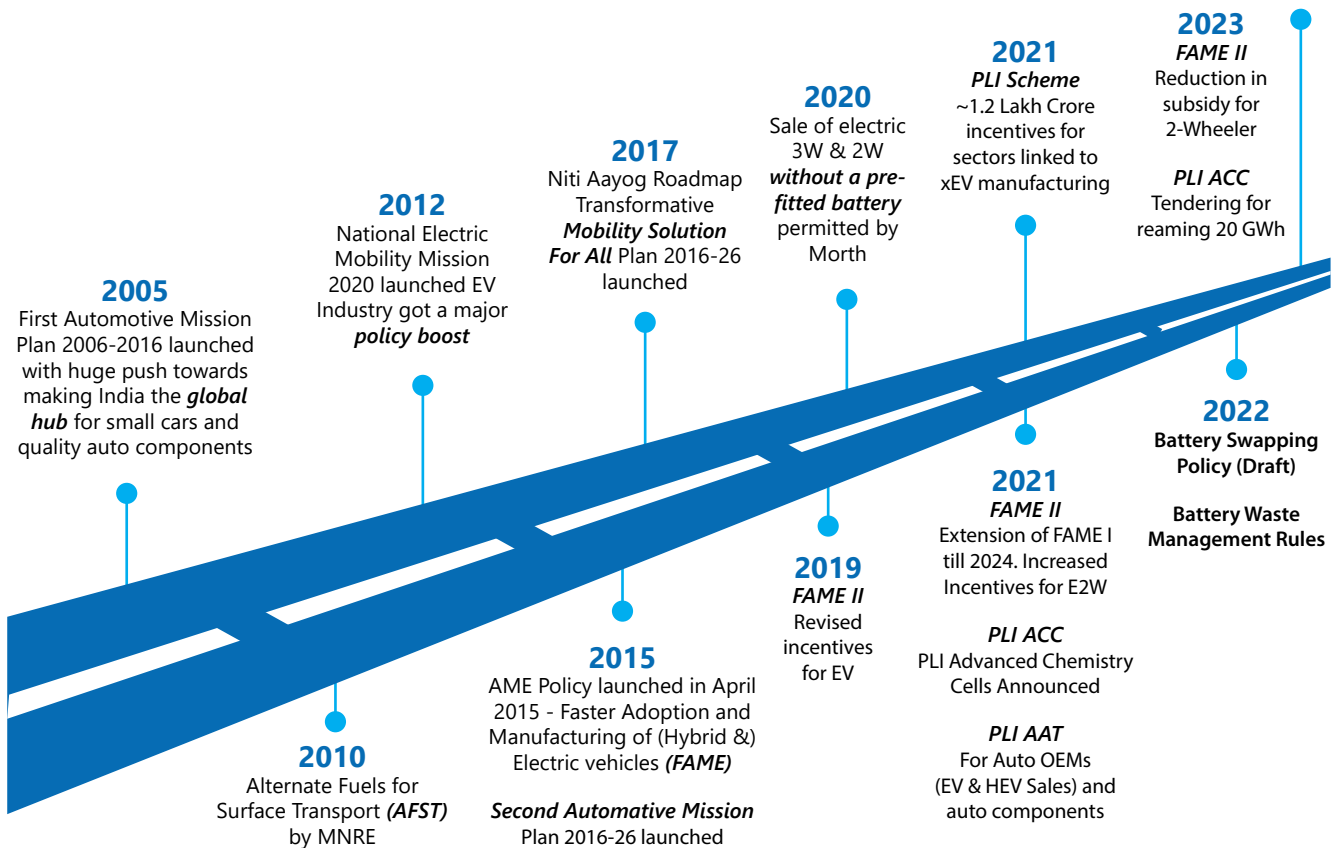 2005
First Automotive Mission
Plan 2006-2016 launched
with huge push towards
making India the global
hub for small cars and
quality auto components
2010
Alternate Fuels for
Surface Transport (AFST)
by MNRE
2012
National Electric
Mobility Mission
2020 launched EV
Industry got a major
policy boost
2015
AME Policy launched in April
2015 - Faster Adoption and
Manufacturing of (Hybrid &)
Electric vehicles (FAME)
Second Automative Mission
Plan 2016-26 launched
2017
Niti Aayog Roadmap
Transformative
Mobility Solution
For All Plan 2016-26
launched
2019
FAME II
Revised
incentives
for EV
2020
Sale of electric
3W & 2W
without a pre-
fitted battery
permitted by
Morth
2021
PLI Scheme
~1.2 Lakh Crore
incentives for
sectors linked to
xEV manufacturing
2021
FAME II
Extension of FAME I
till 2024. Increased
Incentives for E2W
PLI ACC
PLI Advanced Chemistry
Cells Announced
PLI AAT
For Auto OEMs
(EV & HEV Sales) and
auto components
2022
Battery Swapping
Policy (Draft)
Battery Waste
Management Rules
2023
FAME II
Reduction in
subsidy for
2-Wheeler
PLI ACC
Tendering for
reaming 20 GWh